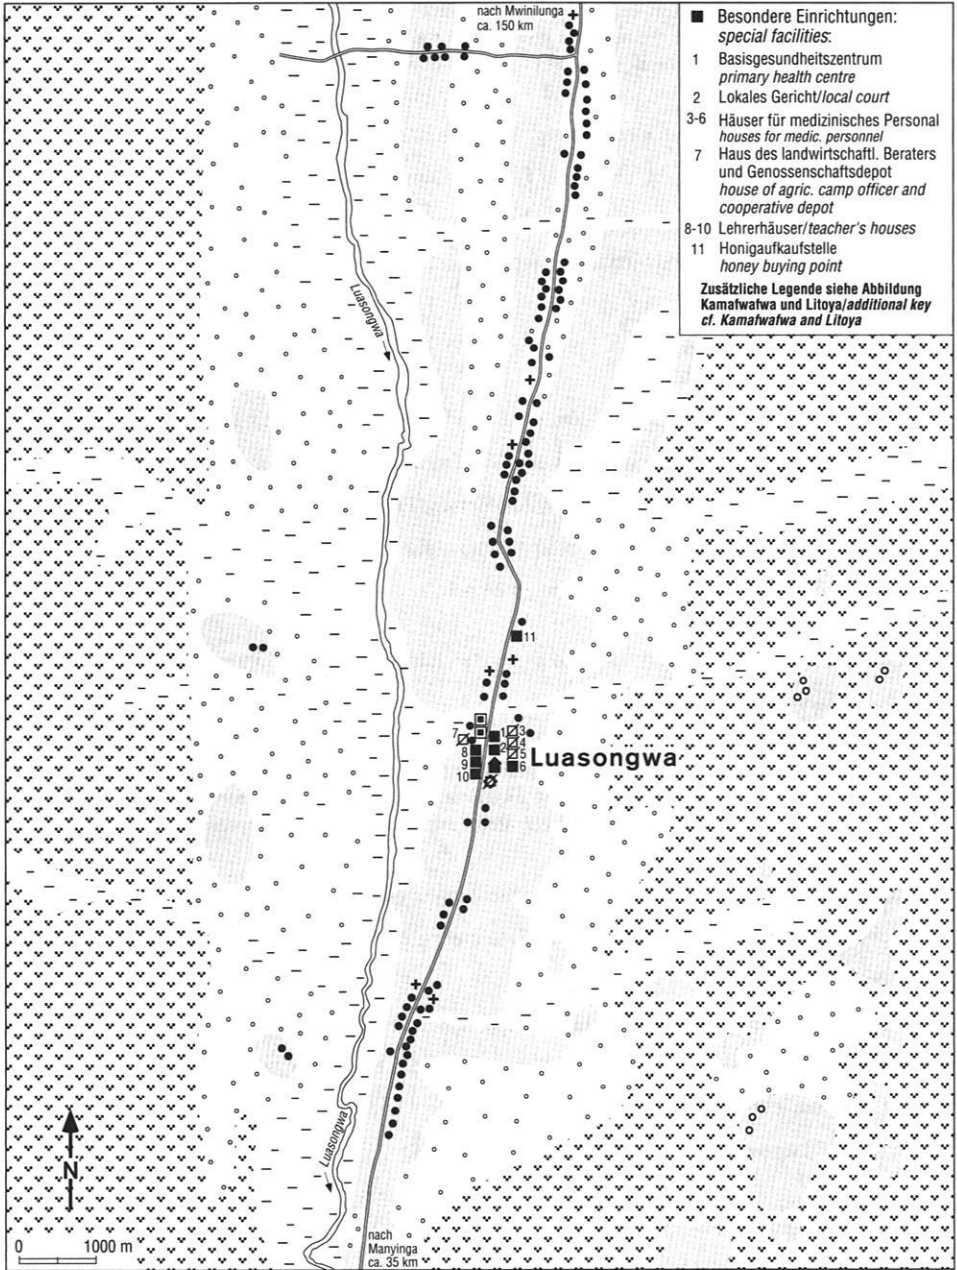 nach Mwinilunga
ca. 150 km
■ Besondere Einrichtungen:
special facilities:
1 Basisgesundheitszentrum
primary health centre
2 Lokales Gericht/local court
3-6 Häuser für medizinisches Personal
houses for medic. personnel
7 Haus des landwirtschaftl. Beraters
und Genossenschaftsdepot
house of agric. camp officer and
cooperative depot
8-10 Lehrerhäuser/teacher's houses
11 Honigaufkaufstelle
honey buying point
Zusätzliche Legende siehe Abbildung
Kamafwafwa und Litoya/additional key
cf. Kamafwafwa and Litoya
Luasongwa
11
1
3
7
4
8
2
5
Luasongwa
9
6
10
Luasongwa
N
0 1000 m
nach
Manyinga
ca. 35 km